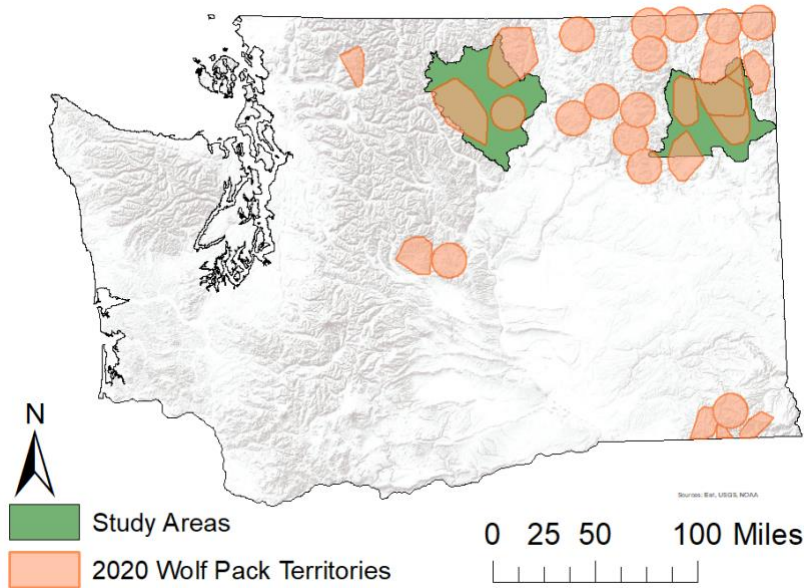 Sources: Esri, USGS, NOAA
N
Study Areas
2020 Wolf Pack Territories
0 25 50 100 Miles